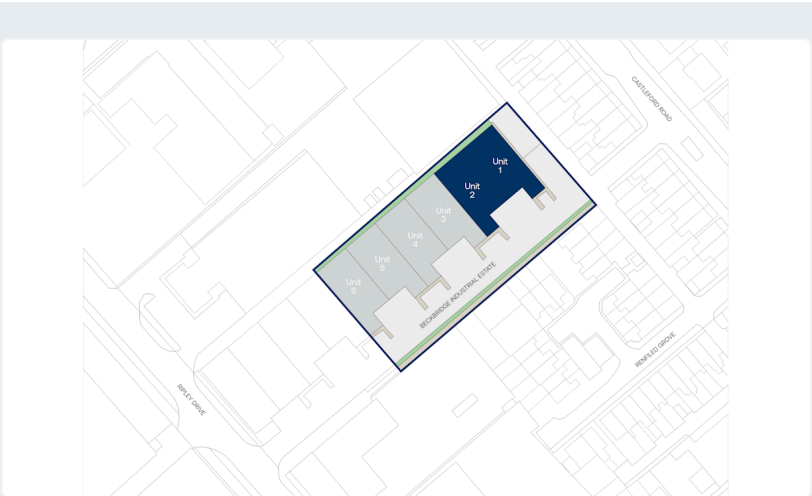 CASTLEFORD ROAD
Unit
1
Unit
2
Unit
3
Unit
4
Unit
5
Unit
6
BECKBRIDGE INDUSTRIAL ESTATE
RENFILED GROVE
RIPLEY DRIVE